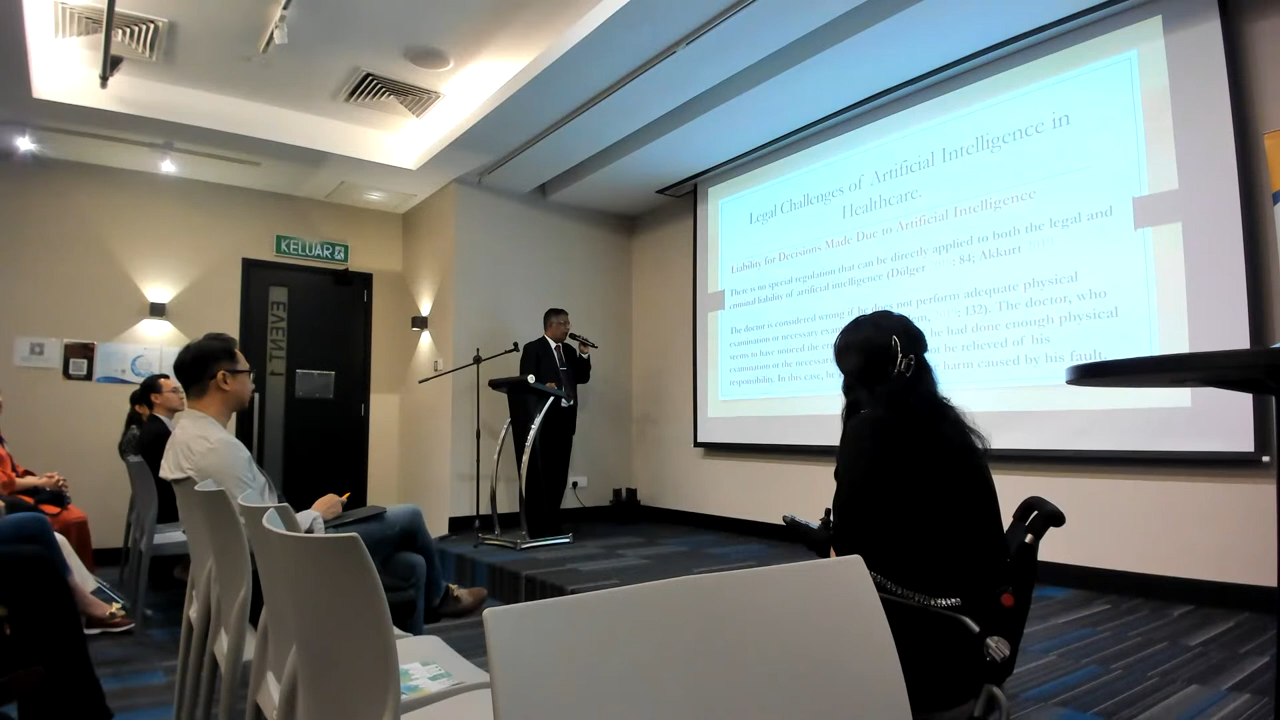 KELUAR
EVENT 1
Legal Challenges of Artificial Intelligence in
Healthcare.
Liability for Decisions Made Due to Artificial Intelligence
There is no special regulation that can be directly applied to both the legal and
criminal liability of artificial intelligence (Dülger : 84; Akkurt
The doctor is considered wrong if he does not perform adequate physical
examination or necessary : 132). The doctor, who
seems to have noticed the he had done enough physical
examination or the necessary be relieved of his
responsibility. In this case, he harm caused by his fault.